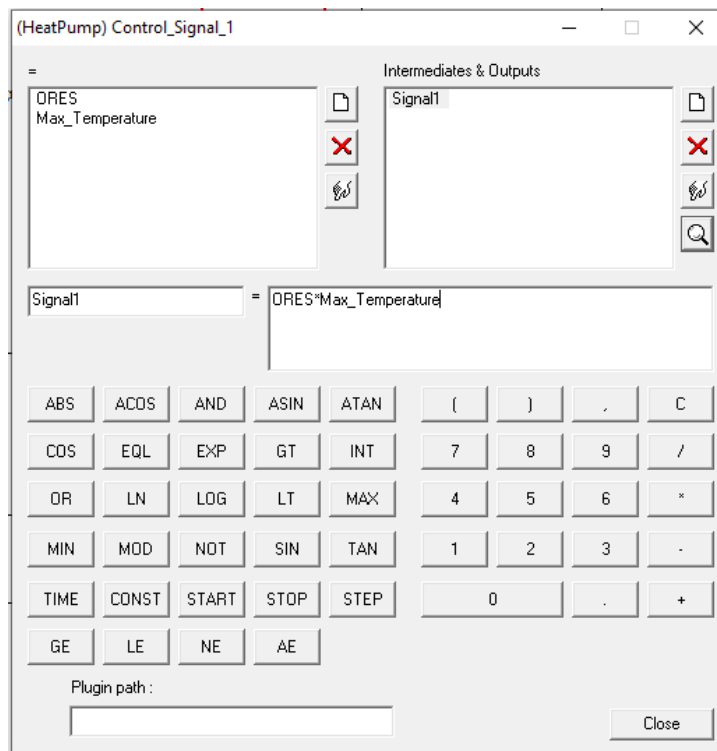 (HeatPump) Control_Signal_1
=
Intermediates & Outputs
ORES
Max_Temperature
Signal1
Signal1 = ORES*Max_Temperature
ABS ACOS AND ASIN ATAN ( ) , C
COS EQL EXP GT INT 7 8 9 /
OR LN LOG LT MAX 4 5 6 *
MIN MOD NOT SIN TAN 1 2 3 -
TIME CONST START STOP STEP 0 . +
GE LE NE AE
Plugin path :
Close